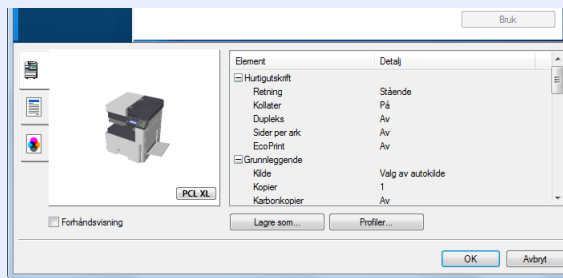 Bruk
Element Detalj
Hurtigutskrift
Retning Stående
Kollater På
Dupleks Av
Sider per ark Av
EcoPrint Av
Grunnleggende
Kilde Valg av autokilde
Kopier 1
Karbonkopier Av
PCL XL
Forhåndsvisning Lagre som... Profiler...
OK Avbryt